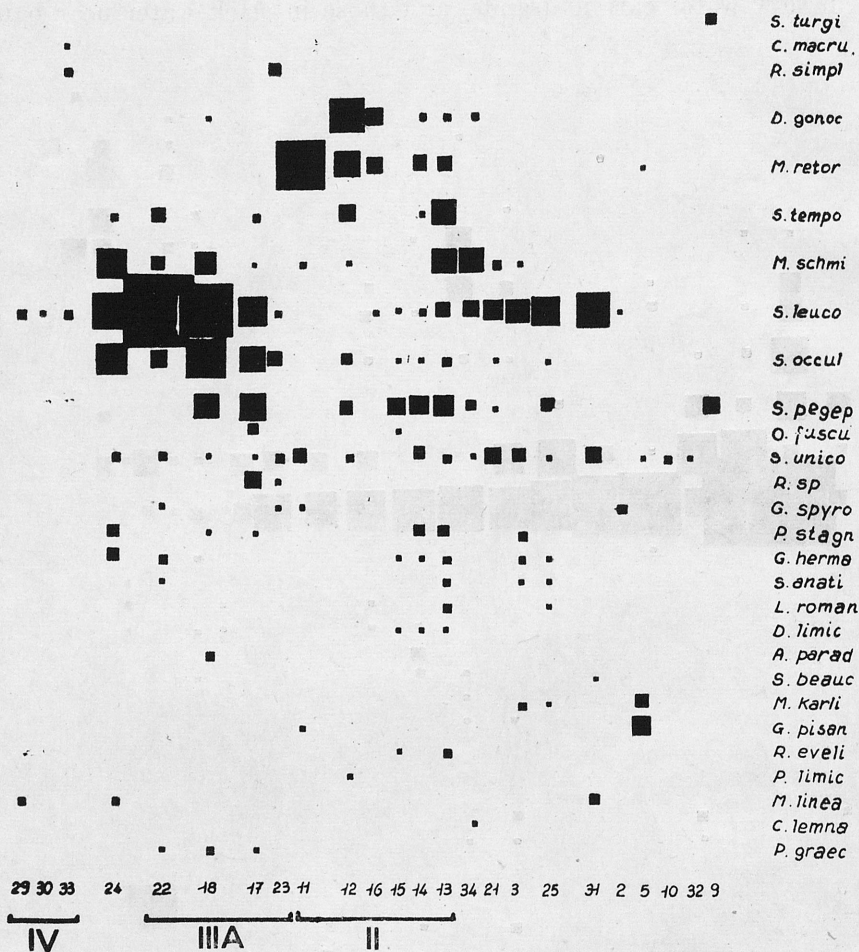 S. turgi
C. macru.
R. simpl
D. gonoc
M. retor
S. tempo
M. schmi
S. leuco
S. occul
S. pegep
O. fuscu
S. unico
R. sp
G. spyro
P. stagn
G. herma
S. anati
L. roman
D. limic
A. parad
S. beauc
M. karli
G. pisan
R. eveli
P. limic
M. linea
C. lemna
P. graec
29 30 33 24 22 18 17 23 11 12 16 15 14 13 34 21 3 25 31 2 5 10 32 9
IV IIIA II